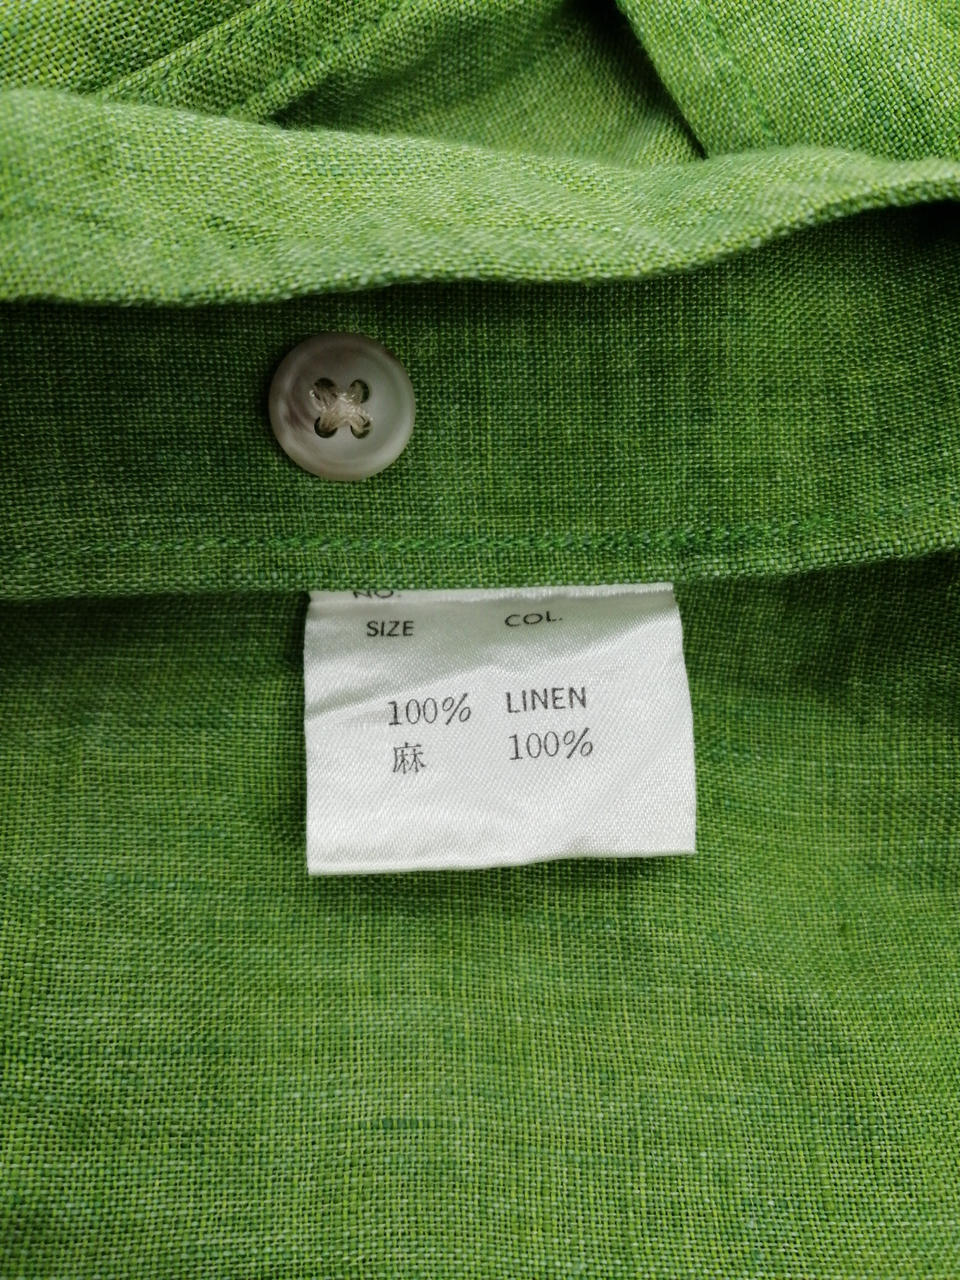 NO.
SIZE COL.
100% LINEN
麻 100%